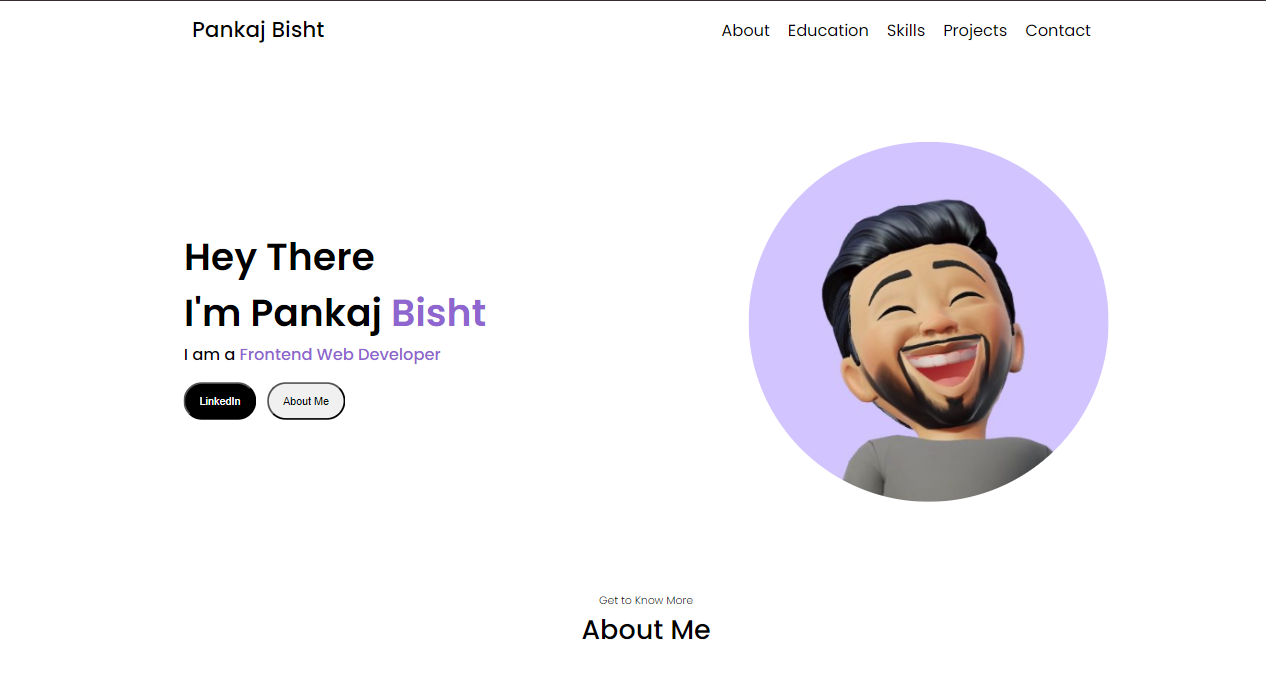 Pankaj Bisht
About Education Skills Projects Contact
Hey There
I'm Pankaj Bisht
I am a Frontend Web Developer
LinkedIn About Me
Get to Know More
About Me